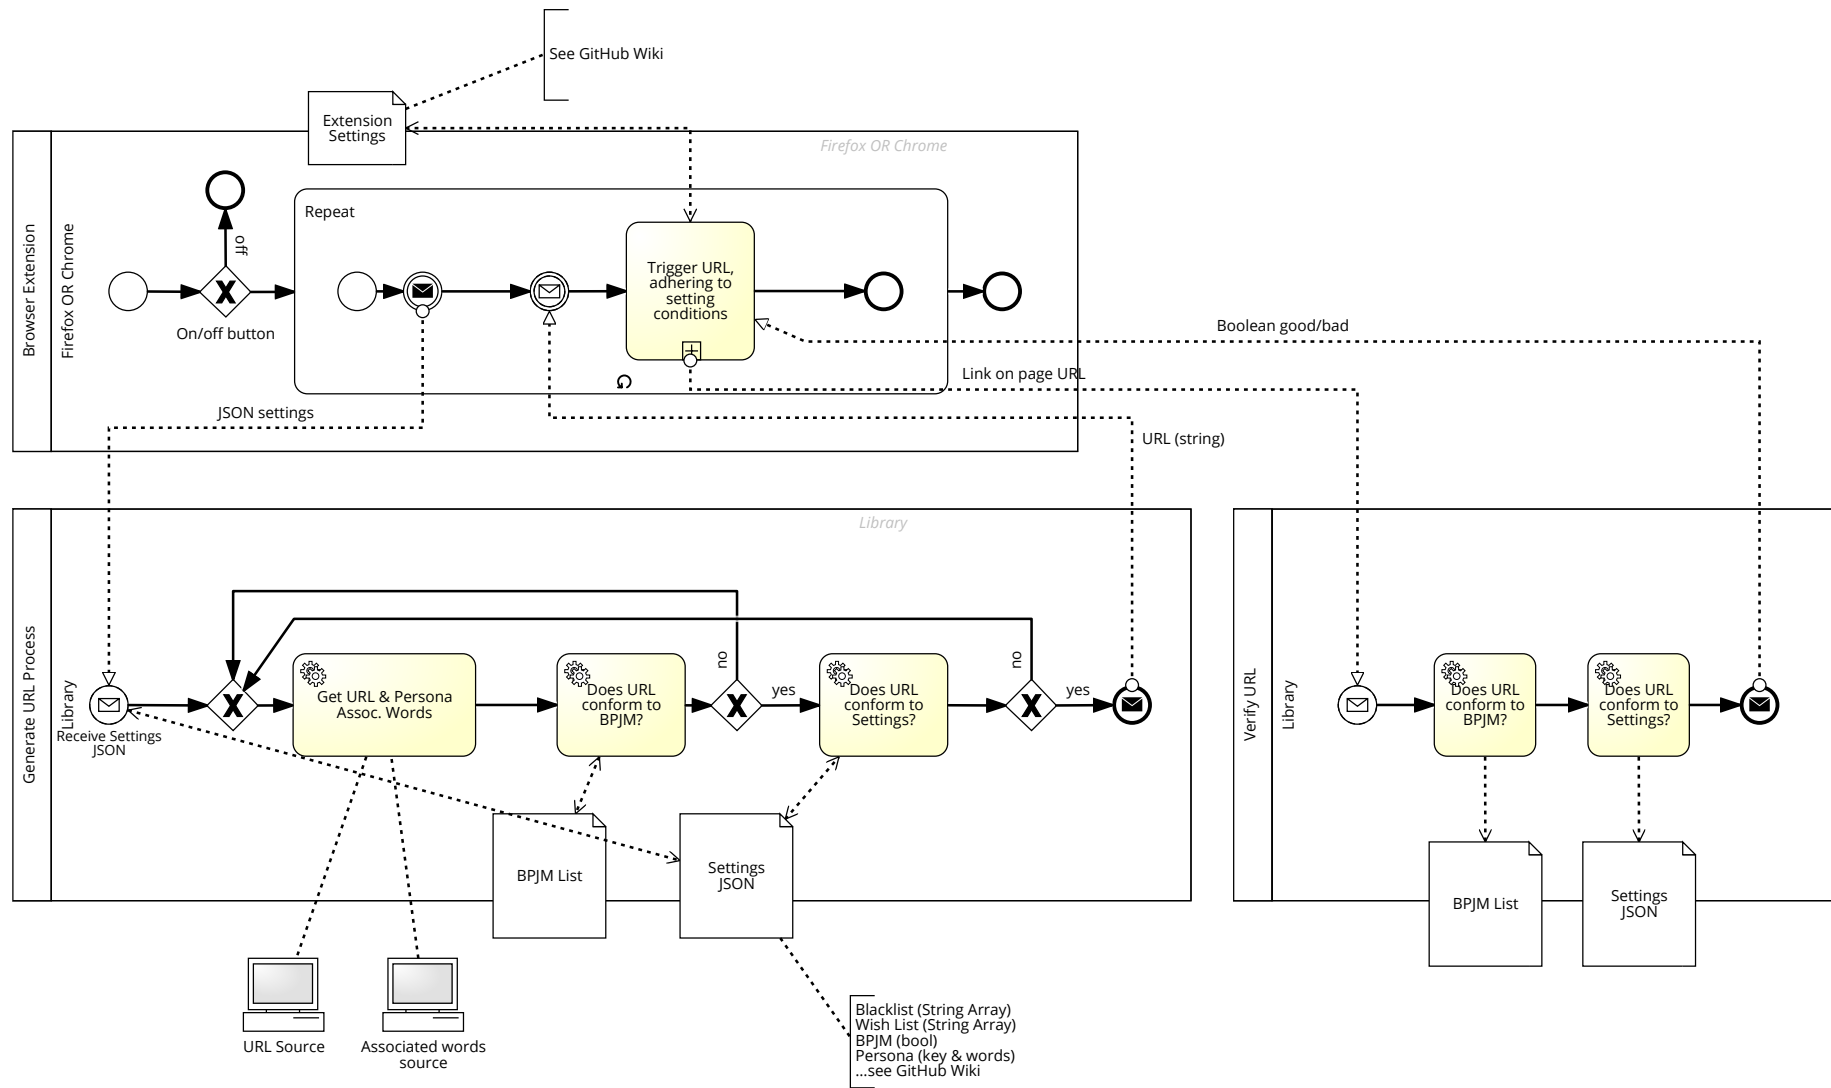 See GitHub Wiki
Extension
Settings
Firefox OR Chrome
Browser Extension
Firefox OR Chrome
off
On/off button
Repeat
Trigger URL,
adhering to
setting
conditions
Boolean good/bad
Link on page URL
JSON settings
URL (string)
Library
Generate URL Process
Library
Receive Settings
JSON
Get URL & Persona
Assoc. Words
Does URL
conform to
BPJM?
no
yes
Does URL
conform to
Settings?
no
yes
BPJM List
Settings
JSON
URL Source
Associated words
source
Blacklist (String Array)
Wish List (String Array)
BPJM (bool)
Persona (key & words)
...see GitHub Wiki
Verify URL
Library
Does URL
conform to
BPJM?
Does URL
conform to
Settings?
BPJM List
Settings
JSON